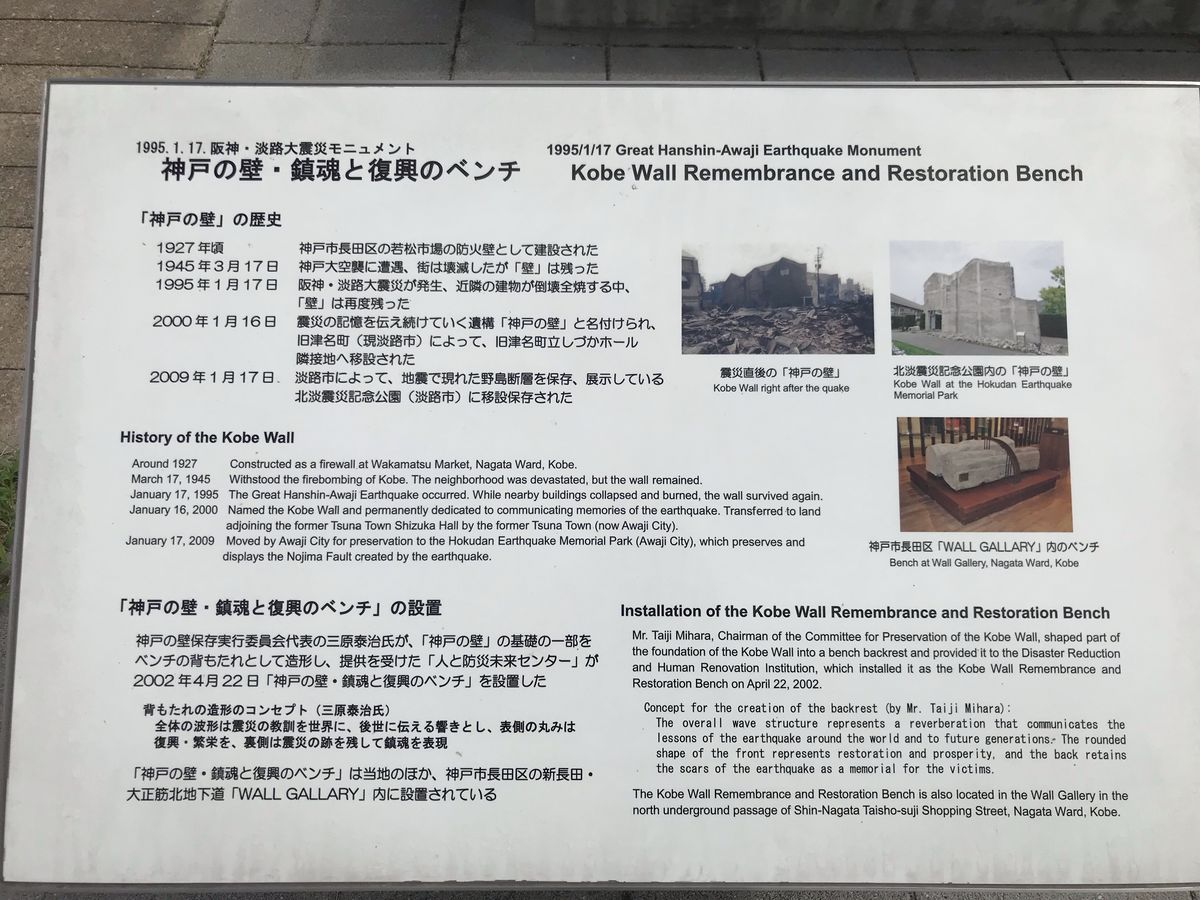 1995.1.17.阪神・淡路大震災モニュメント
神戸の壁・鎮魂と復興のベンチ
1995/1/17 Great Hanshin-Awaji Earthquake Monument
Kobe Wall Remembrance and Restoration Bench
「神戸の壁」の歴史
1927年頃 神戸市長田区の若松市場の防火壁として建設された
1945年3月17日 神戸大空襲に遭遇、街は壊滅したが「壁」は残った
1995年1月17日 阪神・淡路大震災が発生、近隣の建物が倒壊全焼する中、
「壁」は再度残った
2000年1月16日 震災の記憶を伝え続けていく遺構「神戸の壁」と名付けられ、
旧津名町（現淡路市）によって、旧津名町立しづかホール
隣接地へ移設された
2009年1月17日. 淡路市によって、地震で現れた野島断層を保存、展示している
北淡震災記念公園（淡路市）に移設保存された
震災直後の「神戸の壁」
Kobe Wall right after the quake
北淡震災記念公園内の「神戸の壁」
Kobe Wall at the Hokudan Earthquake
Memorial Park
History of the Kobe Wall
Around 1927 Constructed as a firewall at Wakamatsu Market, Nagata Ward, Kobe.
March 17, 1945 Withstood the firebombing of Kobe. The neighborhood was devastated, but the wall remained.
January 17, 1995 The Great Hanshin-Awaji Earthquake occurred. While nearby buildings collapsed and burned, the wall survived again.
January 16, 2000 Named the Kobe Wall and permanently dedicated to communicating memories of the earthquake. Transferred to land
adjoining the former Tsuna Town Shizuka Hall by the former Tsuna Town (now Awaji City).
January 17, 2009 Moved by Awaji City for preservation to the Hokudan Earthquake Memorial Park (Awaji City), which preserves and
displays the Nojima Fault created by the earthquake.
神戸市長田区「WALL GALLARY」内のベンチ
Bench at Wall Gallery, Nagata Ward, Kobe
「神戸の壁・鎮魂と復興のベンチ」の設置
神戸の壁保存実行委員会代表の三原泰治氏が、「神戸の壁」の基礎の一部を
ベンチの背もたれとして造形し、提供を受けた「人と防災未来センター」が
2002年4月22日「神戸の壁・鎮魂と復興のベンチ」を設置した
背もたれの造形のコンセプト（三原泰治氏）
全体の波形は震災の教訓を世界に、後世に伝える響きとし、表側の丸みは
復興・繁栄を、裏側は震災の跡を残して鎮魂を表現
「神戸の壁・鎮魂と復興のベンチ」は当地のほか、神戸市長田区の新長田・
大正筋北地下道「WALL GALLARY」内に設置されている
Installation of the Kobe Wall Remembrance and Restoration Bench
Mr. Taiji Mihara, Chairman of the Committee for Preservation of the Kobe Wall, shaped part of
the foundation of the Kobe Wall into a bench backrest and provided it to the Disaster Reduction
and Human Renovation Institution, which installed it as the Kobe Wall Remembrance and
Restoration Bench on April 22, 2002.
Concept for the creation of the backrest (by Mr. Taiji Mihara):
The overall wave structure represents a reverberation that communicates the
lessons of the earthquake around the world and to future generations. The rounded
shape of the front represents restoration and prosperity, and the back retains
the scars of the earthquake as a memorial for the victims.
The Kobe Wall Remembrance and Restoration Bench is also located in the Wall Gallery in the
north underground passage of Shin-Nagata Taisho-suji Shopping Street, Nagata Ward, Kobe.